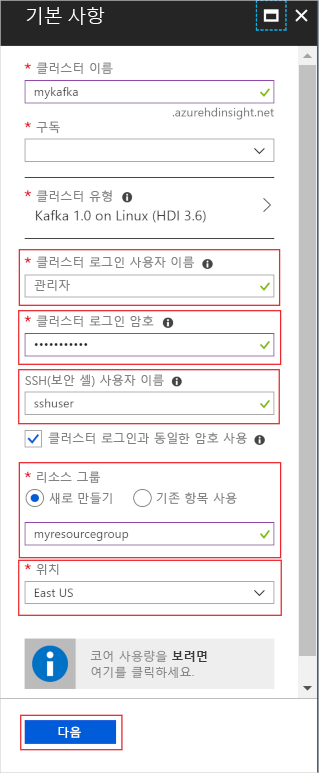 기본 사항
* 클러스터 이름
mykafka
.azurehdinsight.net
* 구독
* 클러스터 유형
Kafka 1.0 on Linux (HDI 3.6)
* 클러스터 로그인 사용자 이름
관리자
* 클러스터 로그인 암호
•••••••••••
SSH(보안 셸) 사용자 이름
sshuser
클러스터 로그인과 동일한 암호 사용
* 리소스 그룹
새로 만들기 기존 항목 사용
myresourcegroup
* 위치
East US
코어 사용량을 보려면
여기를 클릭하세요.
다음